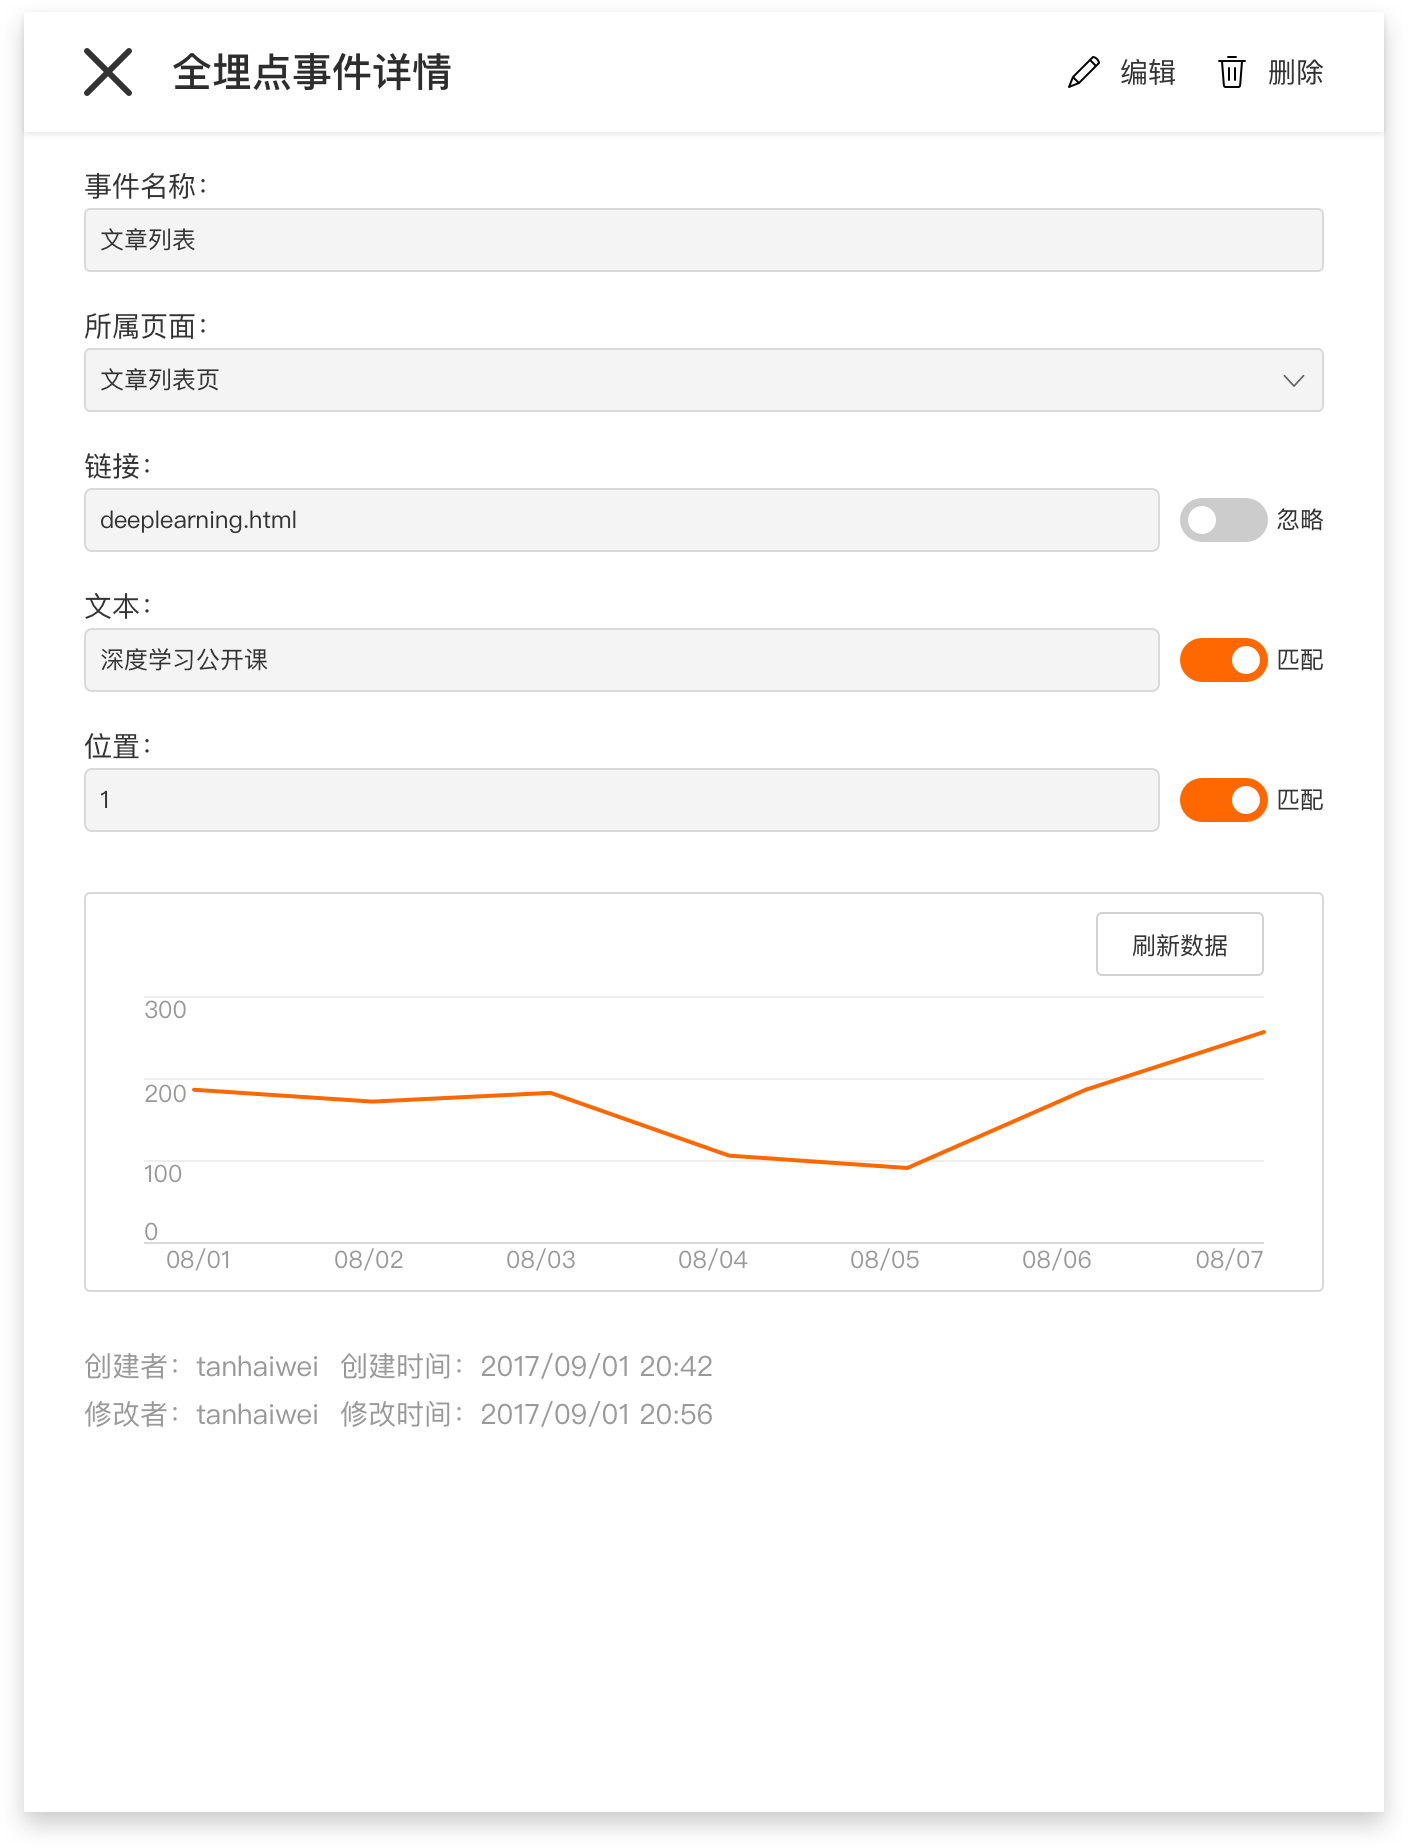 全埋点事件详情 编辑 删除
事件名称：
文章列表
所属页面：
文章列表页
链接：
deeplearning.html 忽略
文本：
深度学习公开课 匹配
位置：
1 匹配
刷新数据
300
200
100
0
08/01 08/02 08/03 08/04 08/05 08/06 08/07
创建者：tanhaiwei 创建时间：2017/09/01 20:42
修改者：tanhaiwei 修改时间：2017/09/01 20:56